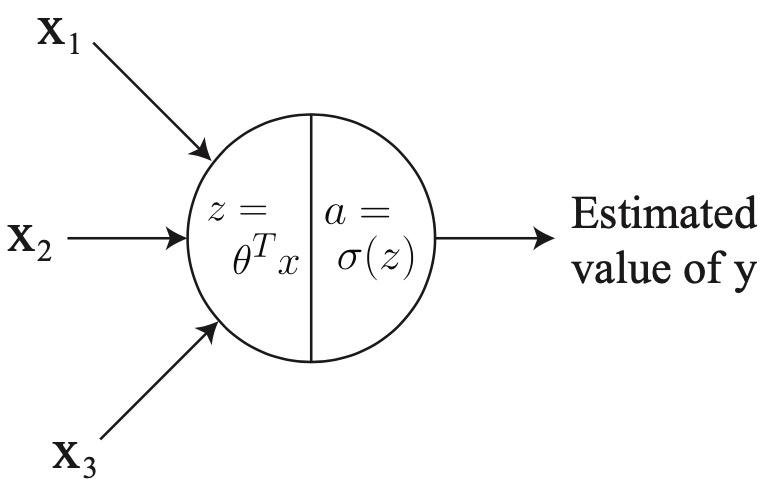 x₁
x₂
x₃
z =
θᵀx
a =
σ(z)
Estimated
value of y